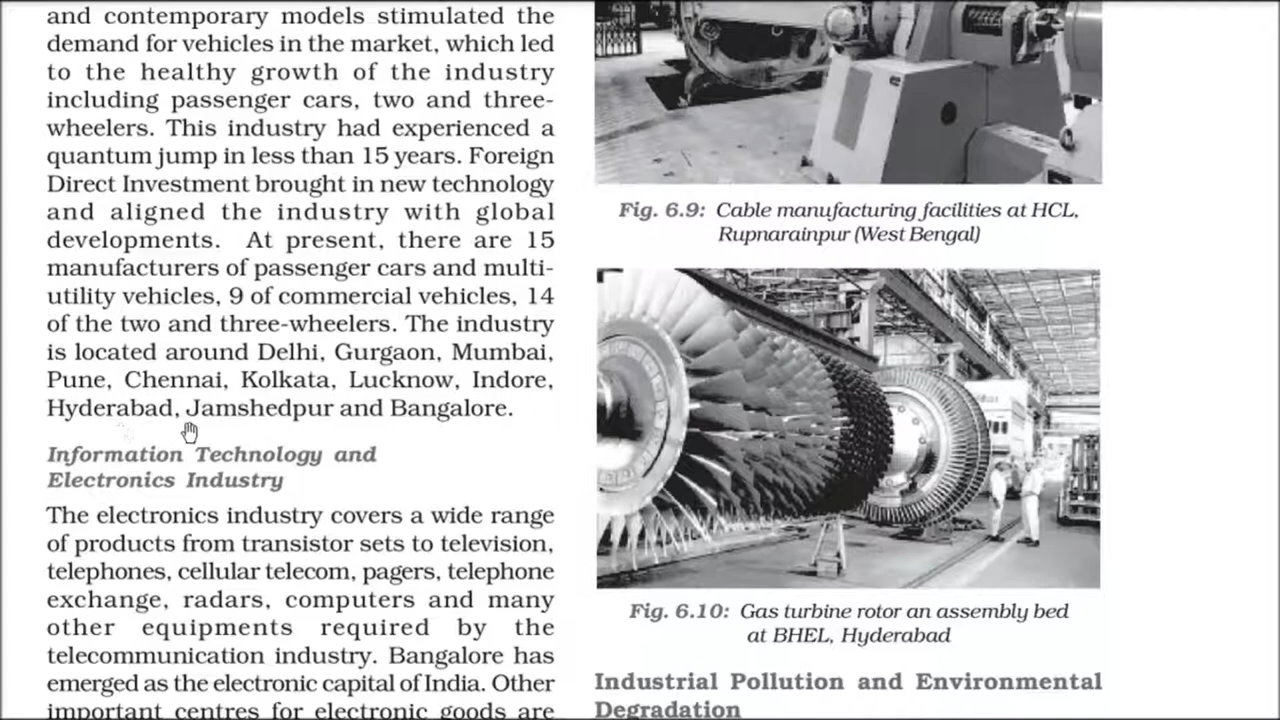 and contemporary models stimulated the
demand for vehicles in the market, which led
to the healthy growth of the industry
including passenger cars, two and three-
wheelers. This industry had experienced a
quantum jump in less than 15 years. Foreign
Direct Investment brought in new technology
and aligned the industry with global
developments. At present, there are 15
manufacturers of passenger cars and multi-
utility vehicles, 9 of commercial vehicles, 14
of the two and three-wheelers. The industry
is located around Delhi, Gurgaon, Mumbai,
Pune, Chennai, Kolkata, Lucknow, Indore,
Hyderabad, Jamshedpur and Bangalore.
Information Technology and
Electronics Industry
The electronics industry covers a wide range
of products from transistor sets to television,
telephones, cellular telecom, pagers, telephone
exchange, radars, computers and many
other equipments required by the
telecommunication industry. Bangalore has
emerged as the electronic capital of India. Other
important centres for electronic goods are
Fig. 6.9: Cable manufacturing facilities at HCL,
Rupnarainpur (West Bengal)
Fig. 6.10: Gas turbine rotor an assembly bed
at BHEL, Hyderabad
Industrial Pollution and Environmental
Degradation